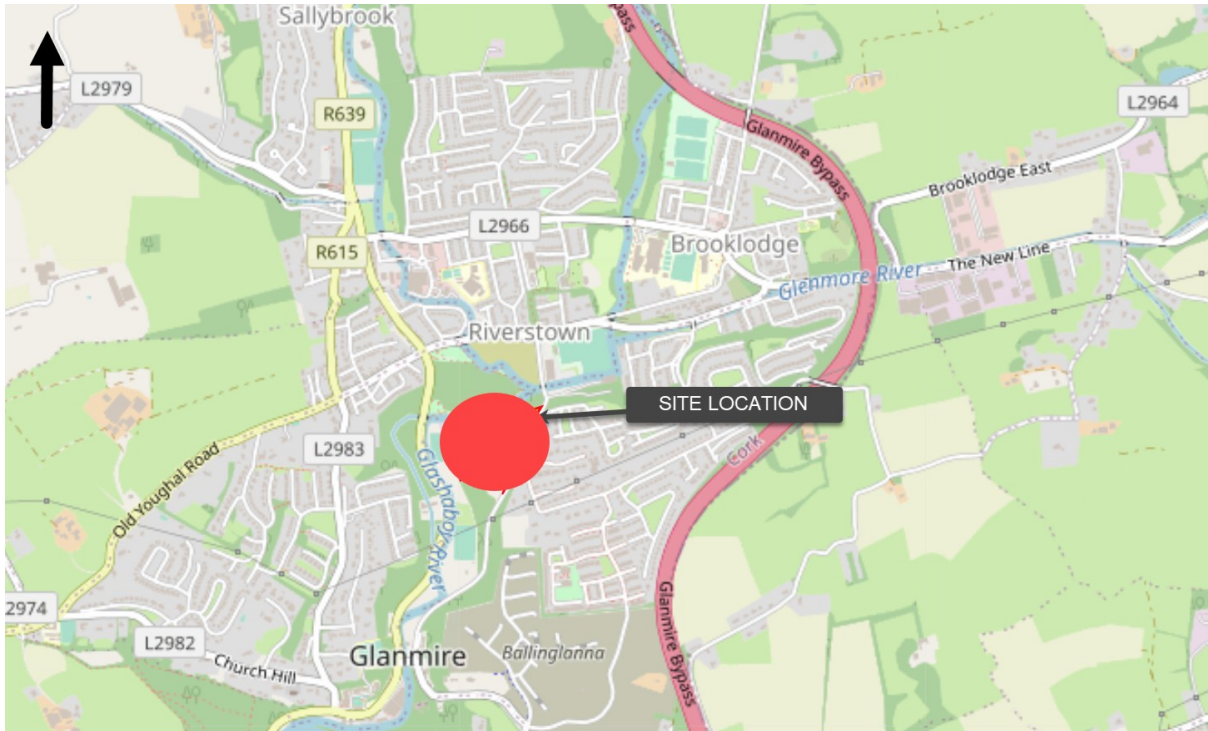 Sallybrook
Bypass
L2979
R639
L2964
Glanmire Bypass
Brooklodge East
L2966
R615
Brooklodge
The New Line
Glenmore River
Riverstown
SITE LOCATION
L2983
Cork
Old Youghal Road
Glashaboy River
2974
L2982
Glanmire
Church Hill
Ballinglanna
Glanmire Bypass